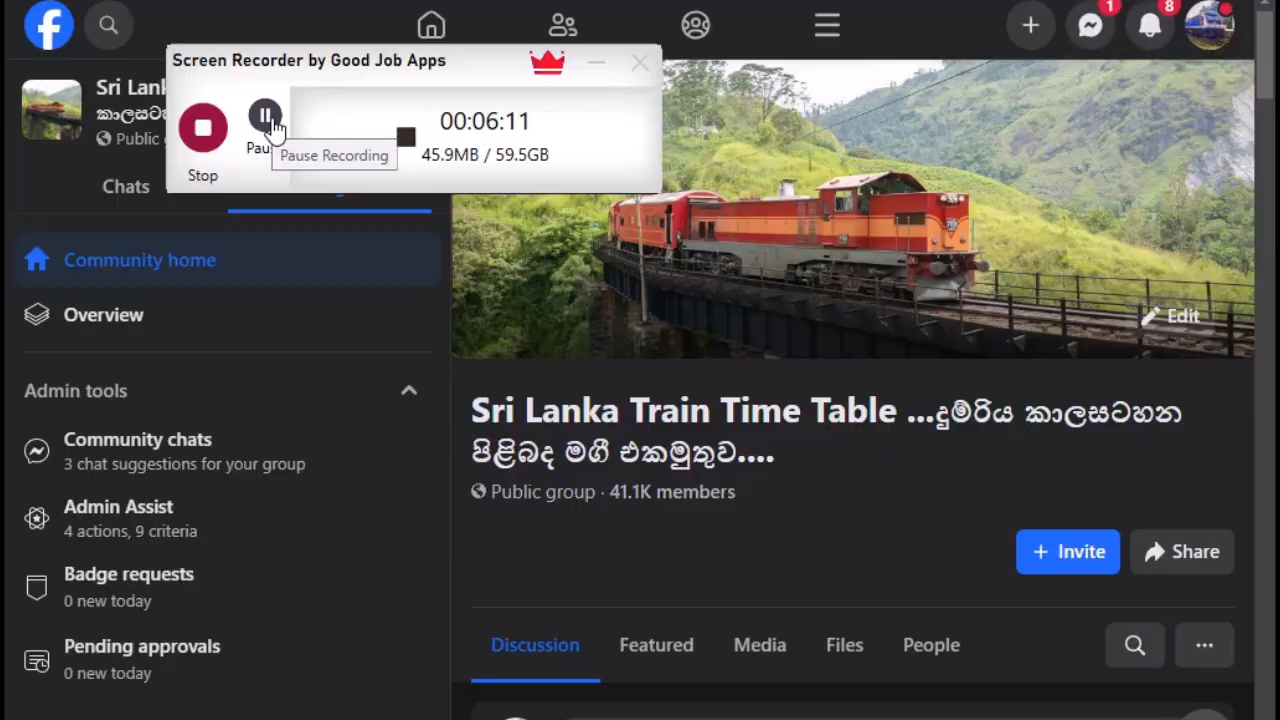 1
8
Screen Recorder by Good Job Apps
00:06:11
45.9MB / 59.5GB
Pause Recording
Stop
Public
Chats
Community home
Overview
Admin tools
Community chats
3 chat suggestions for your group
Admin Assist
4 actions, 9 criteria
Badge requests
0 new today
Pending approvals
0 new today
Edit
Sri Lanka Train Time Table ...දුම්රිය කාලසටහන
පිළිබද මගී එකමුතුව....
Public group · 41.1K members
+ Invite
Share
Discussion
Featured
Media
Files
People